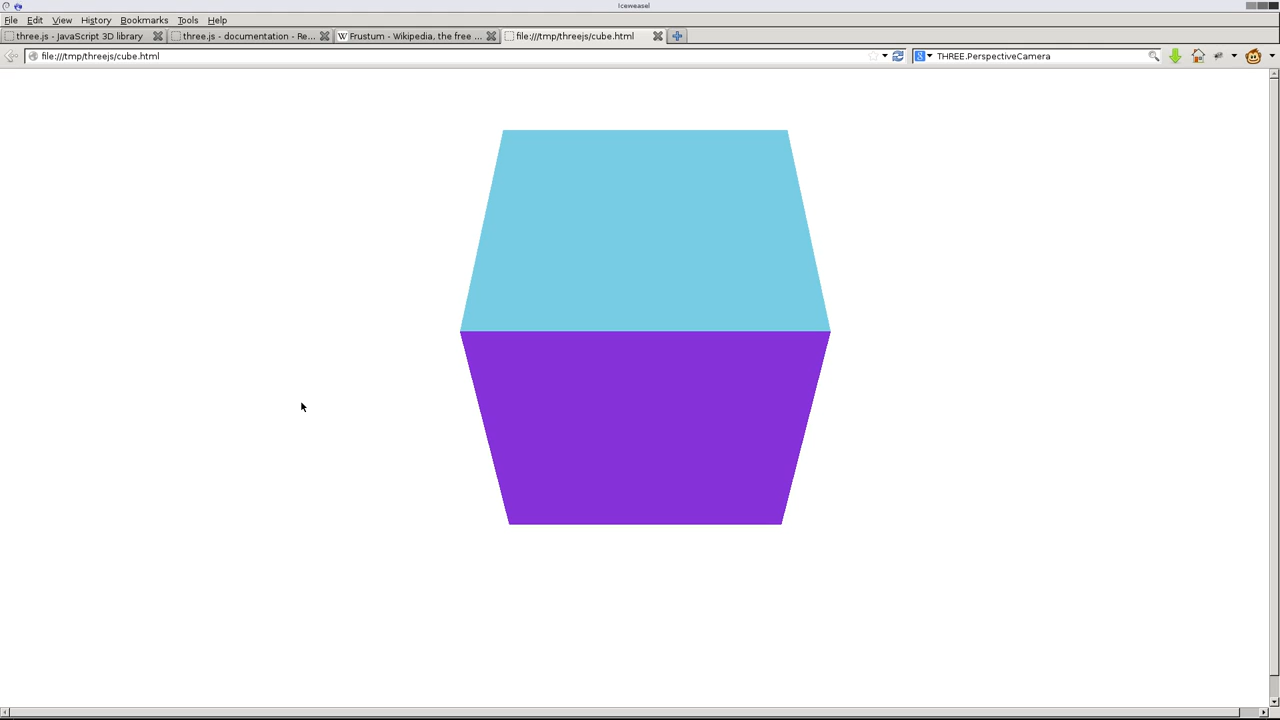 Iceweasel
File Edit View History Bookmarks Tools Help
three.js - JavaScript 3D library three.js - documentation - Re... W Frustum - Wikipedia, the free ... file:///tmp/threejs/cube.html
file:///tmp/threejs/cube.html THREE.PerspectiveCamera